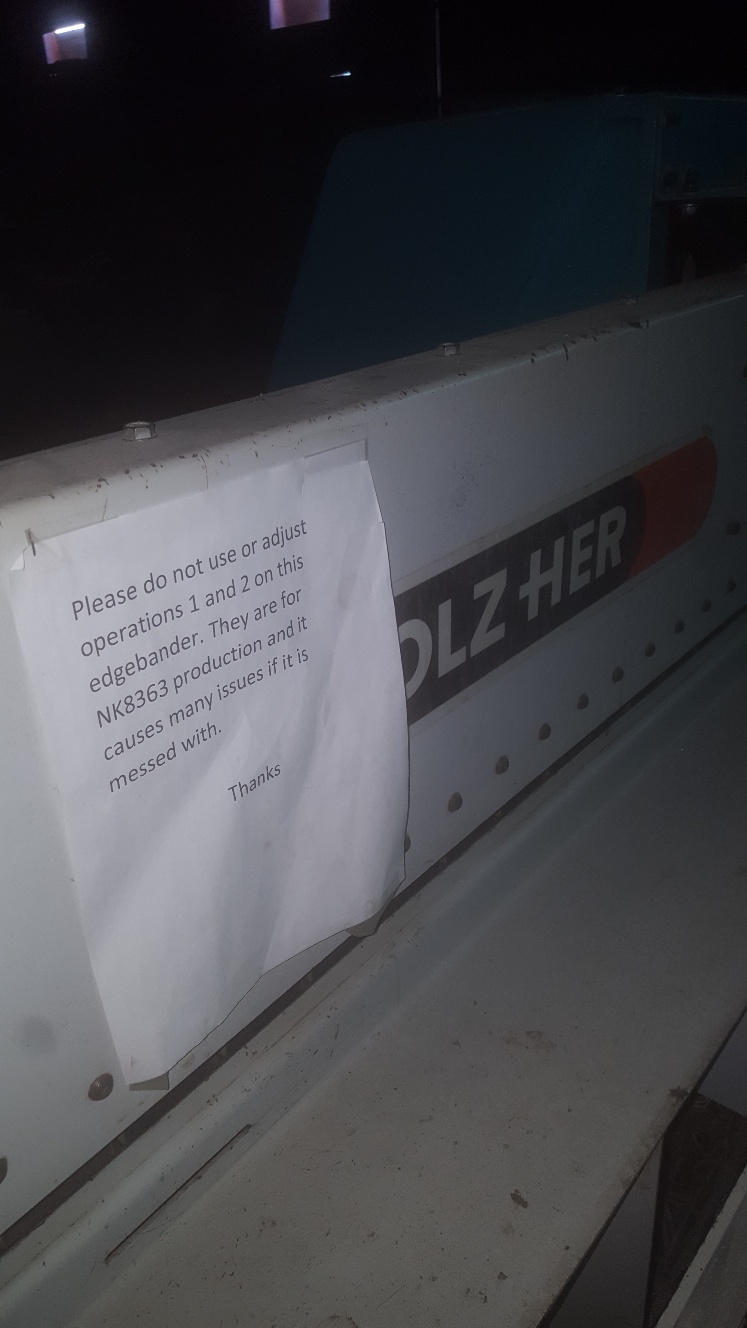 Please do not use or adjust
operations 1 and 2 on this
edgebander. They are for
NK8363 production and it
causes many issues if it is
messed with.
Thanks
OLZ-HER